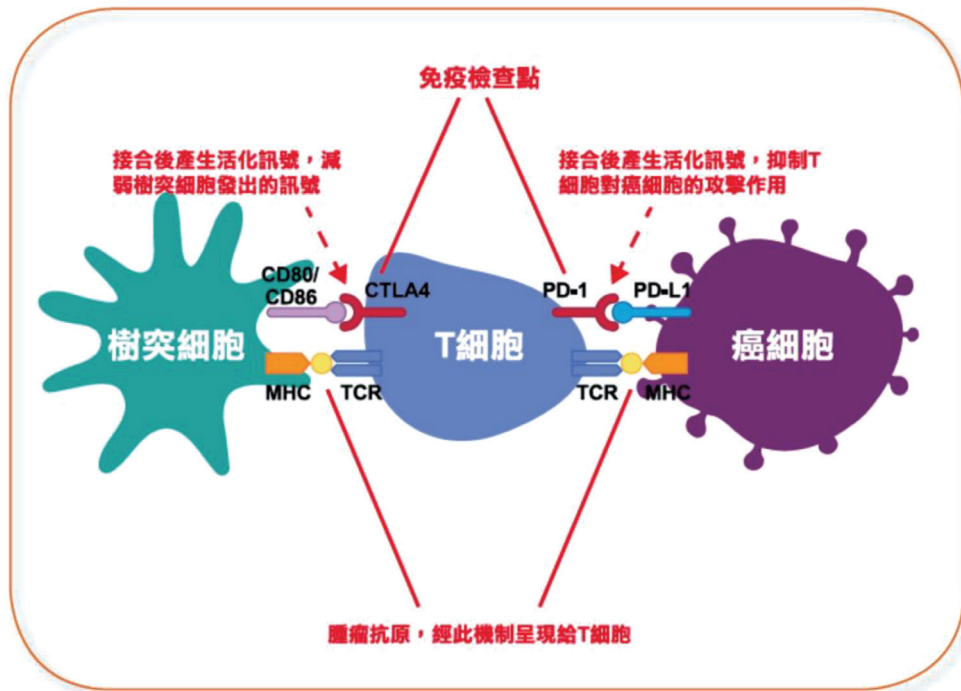 免疫檢查點
接合後產生活化訊號，減
弱樹突細胞發出的訊號
接合後產生活化訊號，抑制T
細胞對癌細胞的攻擊作用
CD80/
CD86
CTLA4
PD-1
PD-L1
樹突細胞
T細胞
癌細胞
MHC
TCR
TCR
MHC
腫瘤抗原，經此機制呈現給T細胞